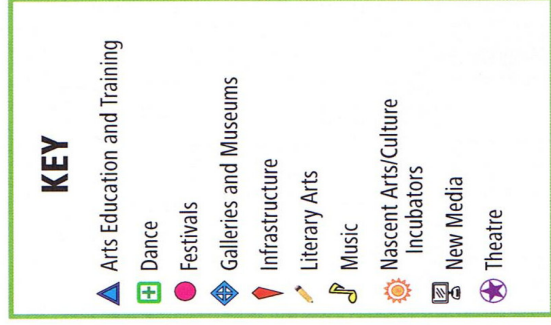 KEY
Arts Education and Training
Dance
Festivals
Galleries and Museums
Infrastructure
Literary Arts
Music
Nascent Arts/Culture
Incubators
New Media
Theatre